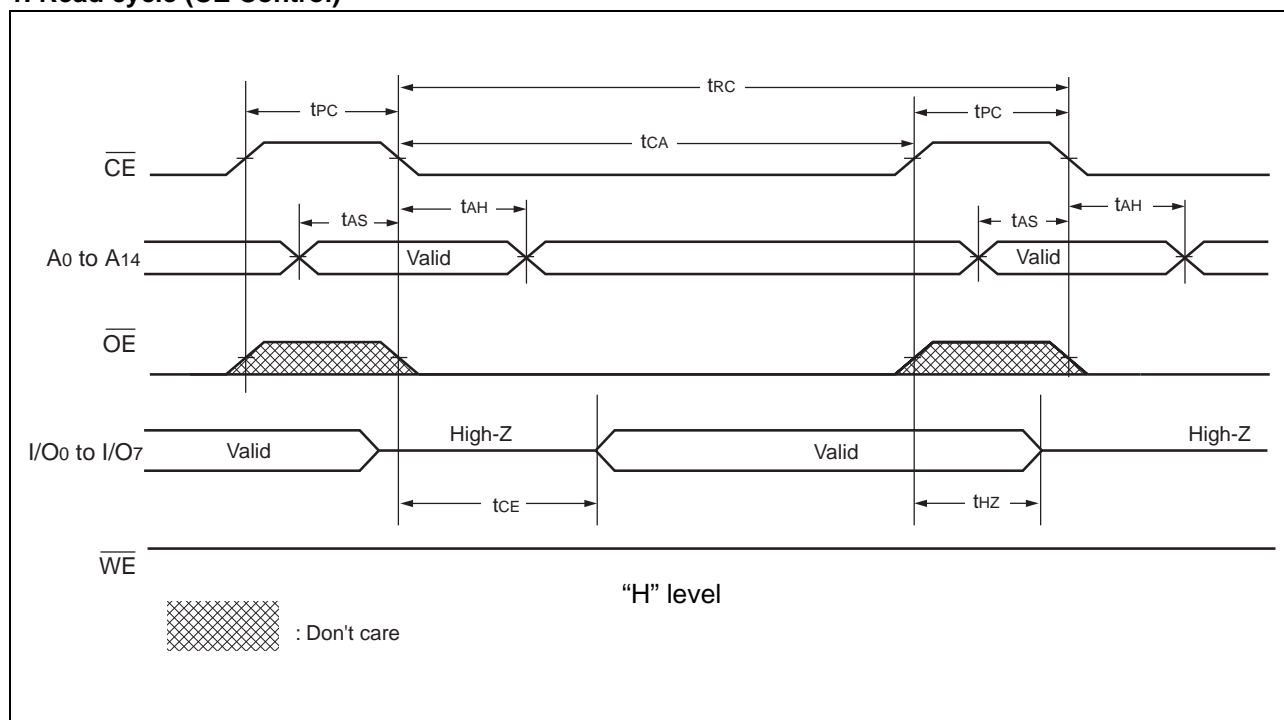 1. Read cycle (CE Control)
tRC
tPC
tPC
tCA
CE
tAS
tAH
tAS
tAH
A0 to A14
Valid
Valid
OE
High-Z
High-Z
I/O0 to I/O7
Valid
Valid
tCE
tHZ
WE
“H” level
: Don't care